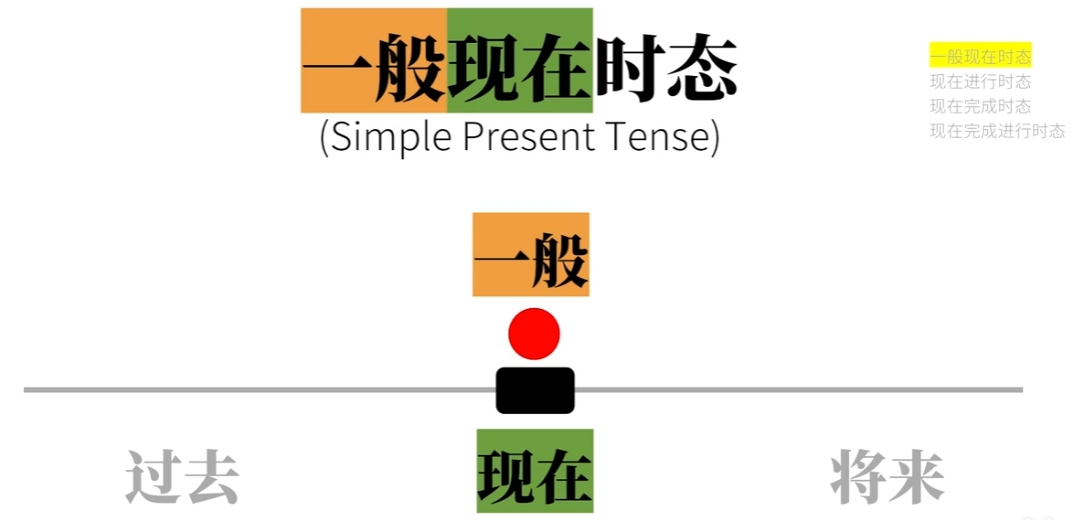 一般现在时态
(Simple Present Tense)
一般现在时态
现在进行时态
现在完成时态
现在完成进行时态
一般
过去
现在
将来